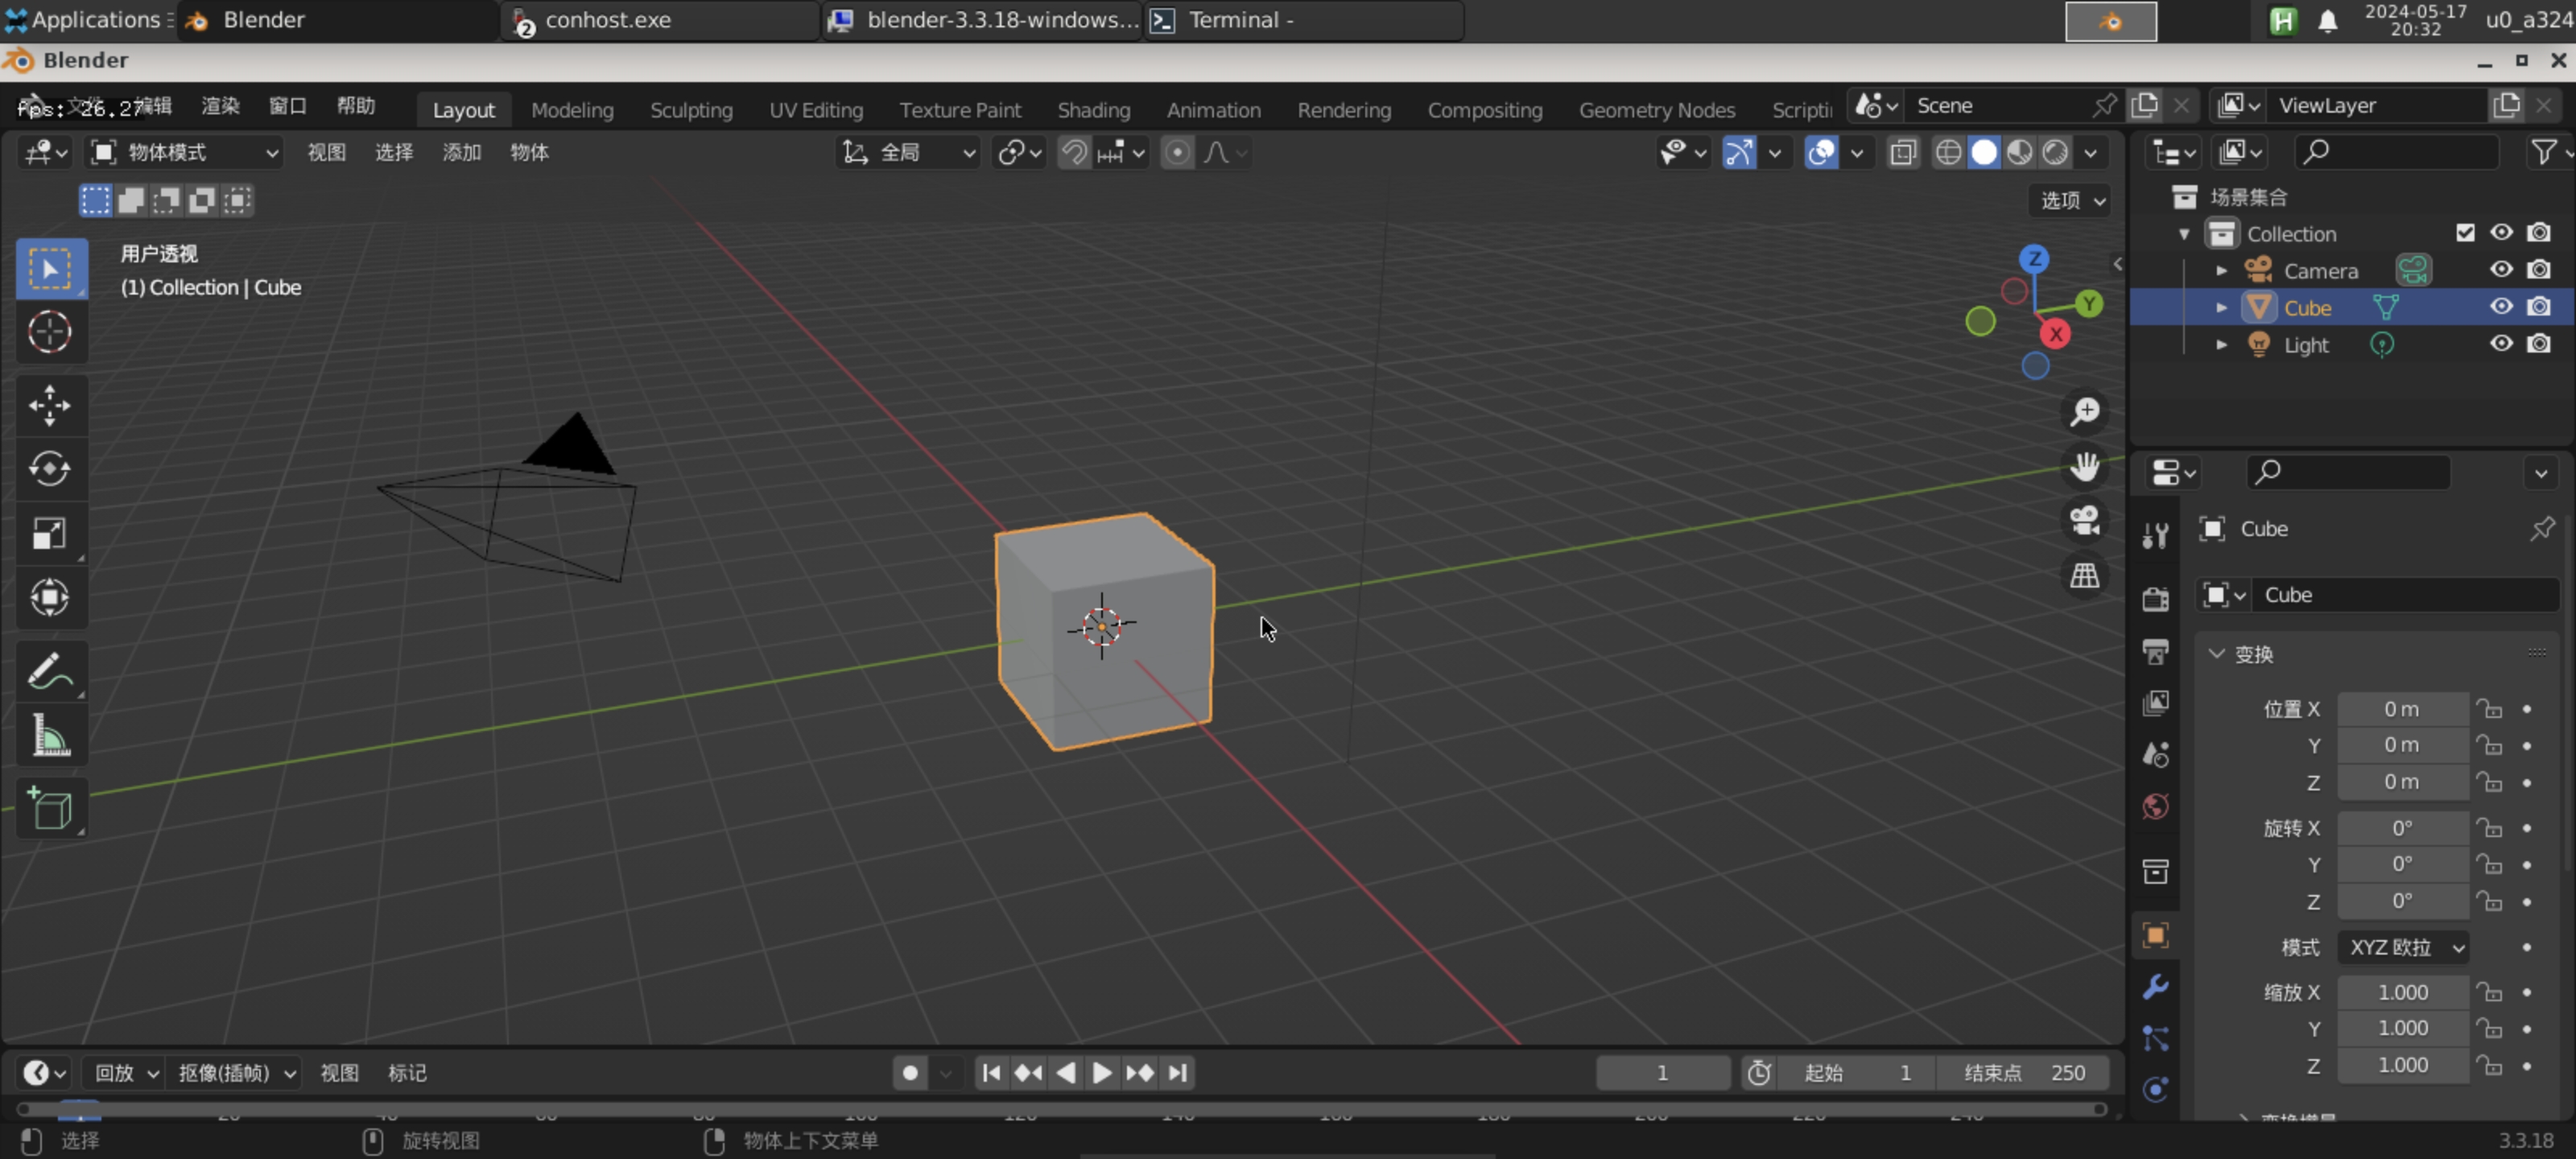 Applications Blender 2 conhost.exe blender-3.3.18-windows... Terminal - H 2024-05-17 20:32 u0_a324
Blender
fps: 26.27 编辑 渲染 窗口 帮助 Layout Modeling Sculpting UV Editing Texture Paint Shading Animation Rendering Compositing Geometry Nodes Scripti Scene ViewLayer
物体模式 视图 选择 添加 物体 全局
选项
用户透视
(1) Collection | Cube
Z
Y
X
场景集合
Collection
Camera
Cube
Light
Cube
Cube
变换
位置 X 0 m
Y 0 m
Z 0 m
旋转 X 0°
Y 0°
Z 0°
模式 XYZ 欧拉
缩放 X 1.000
Y 1.000
Z 1.000
变换增量
回放 抠像(插帧) 视图 标记 1 起始 1 结束点 250
选择 旋转视图 物体上下文菜单 3.3.18